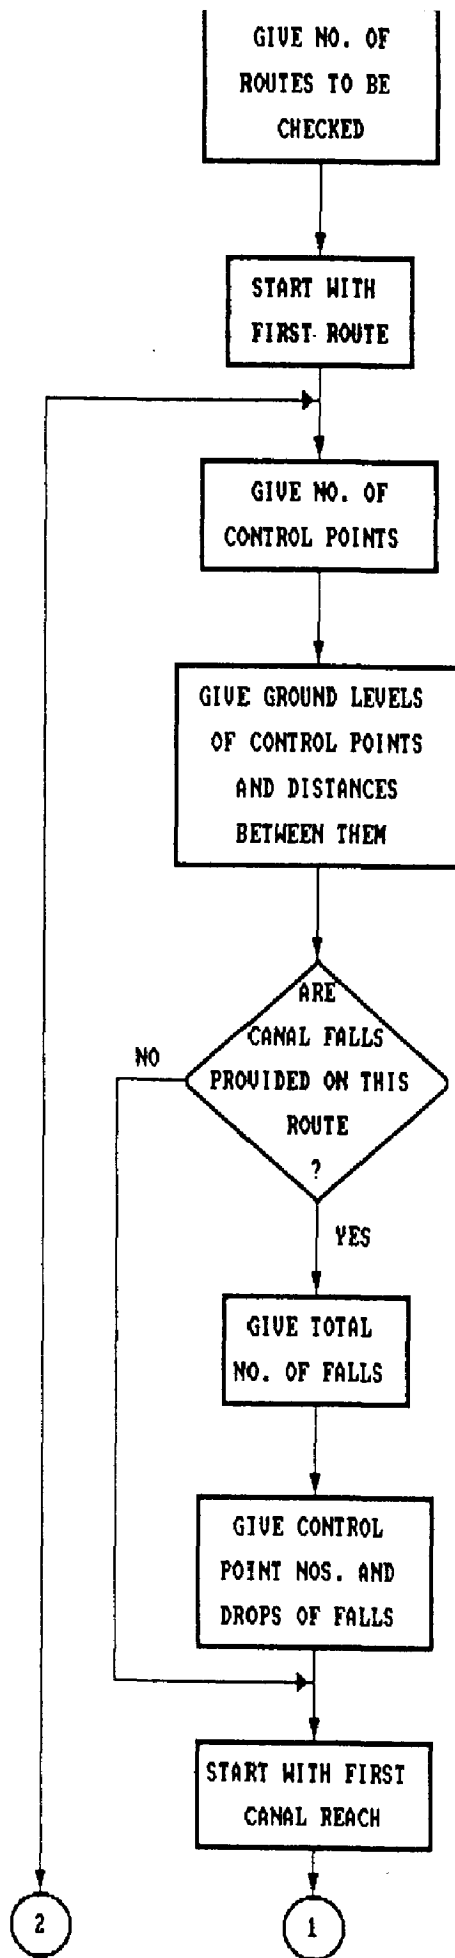 GIVE NO. OF
ROUTES TO BE
CHECKED
START WITH
FIRST ROUTE
GIVE NO. OF
CONTROL POINTS
GIVE GROUND LEVELS
OF CONTROL POINTS
AND DISTANCES
BETWEEN THEM
ARE
CANAL FALLS
PROVIDED ON THIS
ROUTE
?
NO
YES
GIVE TOTAL
NO. OF FALLS
GIVE CONTROL
POINT NOS. AND
DROPS OF FALLS
START WITH FIRST
CANAL REACH
2
1